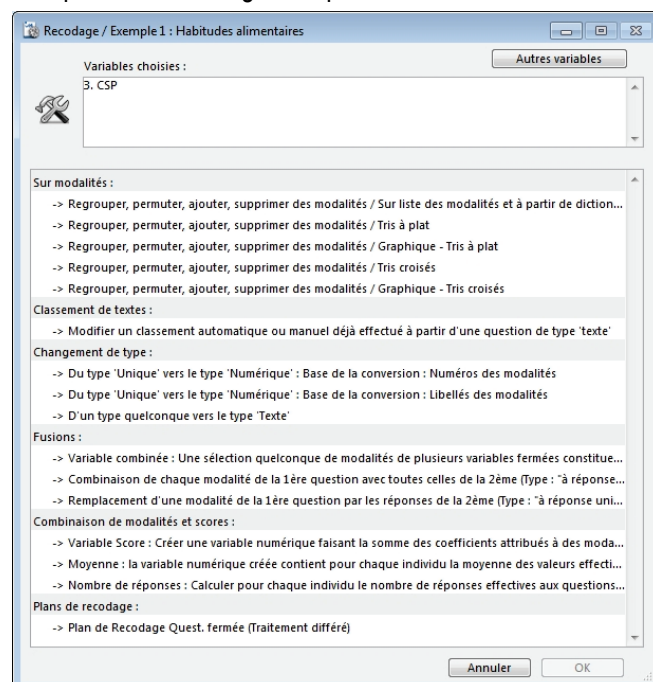 Recodage / Exemple 1 : Habitudes alimentaires
Autres variables
Variables choisies :
3. CSP
Sur modalités :
-> Regrouper, permuter, ajouter, supprimer des modalités / Sur liste des modalités et à partir de diction...
-> Regrouper, permuter, ajouter, supprimer des modalités / Tris à plat
-> Regrouper, permuter, ajouter, supprimer des modalités / Graphique - Tris à plat
-> Regrouper, permuter, ajouter, supprimer des modalités / Tris croisés
-> Regrouper, permuter, ajouter, supprimer des modalités / Graphique - Tris croisés
Classement de textes :
-> Modifier un classement automatique ou manuel déjà effectué à partir d'une question de type 'texte'
Changement de type :
-> Du type 'Unique' vers le type 'Numérique' : Base de la conversion : Numéros des modalités
-> Du type 'Unique' vers le type 'Numérique' : Base de la conversion : Libellés des modalités
-> D'un type quelconque vers le type 'Texte'
Fusions :
-> Variable combinée : Une sélection quelconque de modalités de plusieurs variables fermées constitue...
-> Combinaison de chaque modalité de la 1ère question avec toutes celles de la 2ème (Type : "à réponse...
-> Remplacement d'une modalité de la 1ère question par les réponses de la 2ème (Type : "à réponse uni...
Combinaison de modalités et scores :
-> Variable Score : Créer une variable numérique faisant la somme des coefficients attribués à des moda...
-> Moyenne : la variable numérique créée contient pour chaque individu la moyenne des valeurs effecti...
-> Nombre de réponses : Calculer pour chaque individu le nombre de réponses effectives aux questions...
Plans de recodage :
-> Plan de Recodage Quest. fermée (Traitement différé)
Annuler
OK